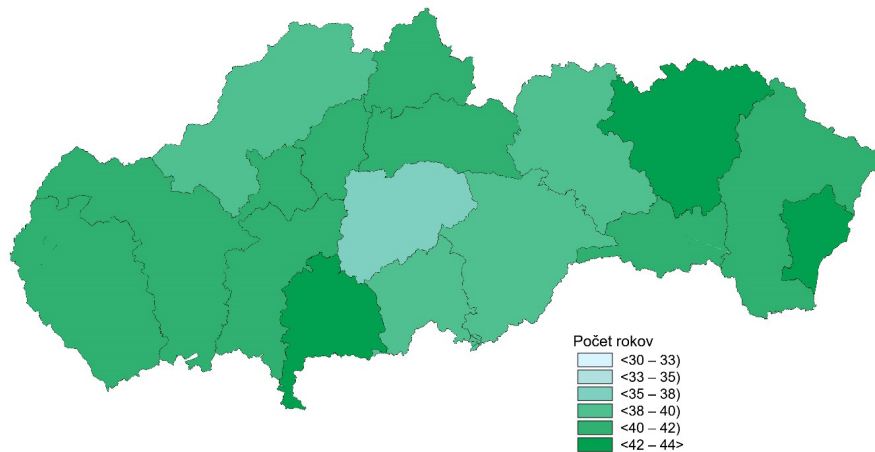 Počet rokov
<30 – 33)
<33 – 35)
<35 – 38)
<38 – 40)
<40 – 42)
<42 – 44>